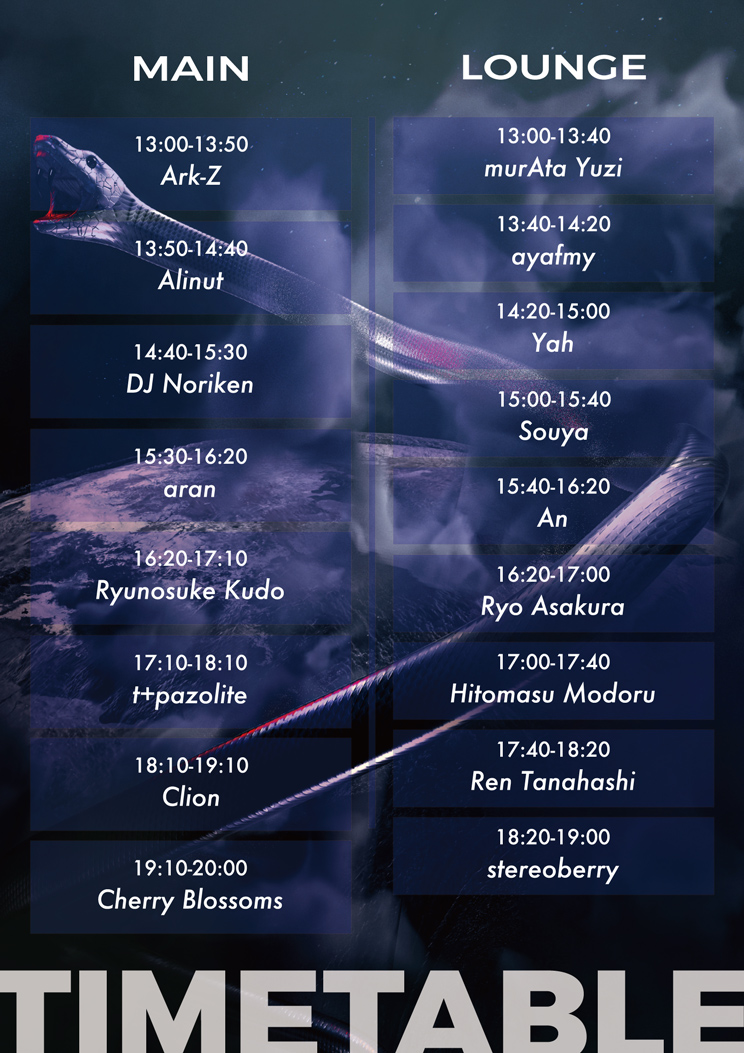 MAIN
13:00-13:50
Ark-Z
13:50-14:40
Alinut
14:40-15:30
DJ Noriken
15:30-16:20
aran
16:20-17:10
Ryunosuke Kudo
17:10-18:10
t+pazolite
18:10-19:10
Clion
19:10-20:00
Cherry Blossoms
LOUNGE
13:00-13:40
murAta Yuzi
13:40-14:20
ayafmy
14:20-15:00
Yah
15:00-15:40
Souya
15:40-16:20
An
16:20-17:00
Ryo Asakura
17:00-17:40
Hitomasu Modoru
17:40-18:20
Ren Tanahashi
18:20-19:00
stereoberry
TIMETABLE